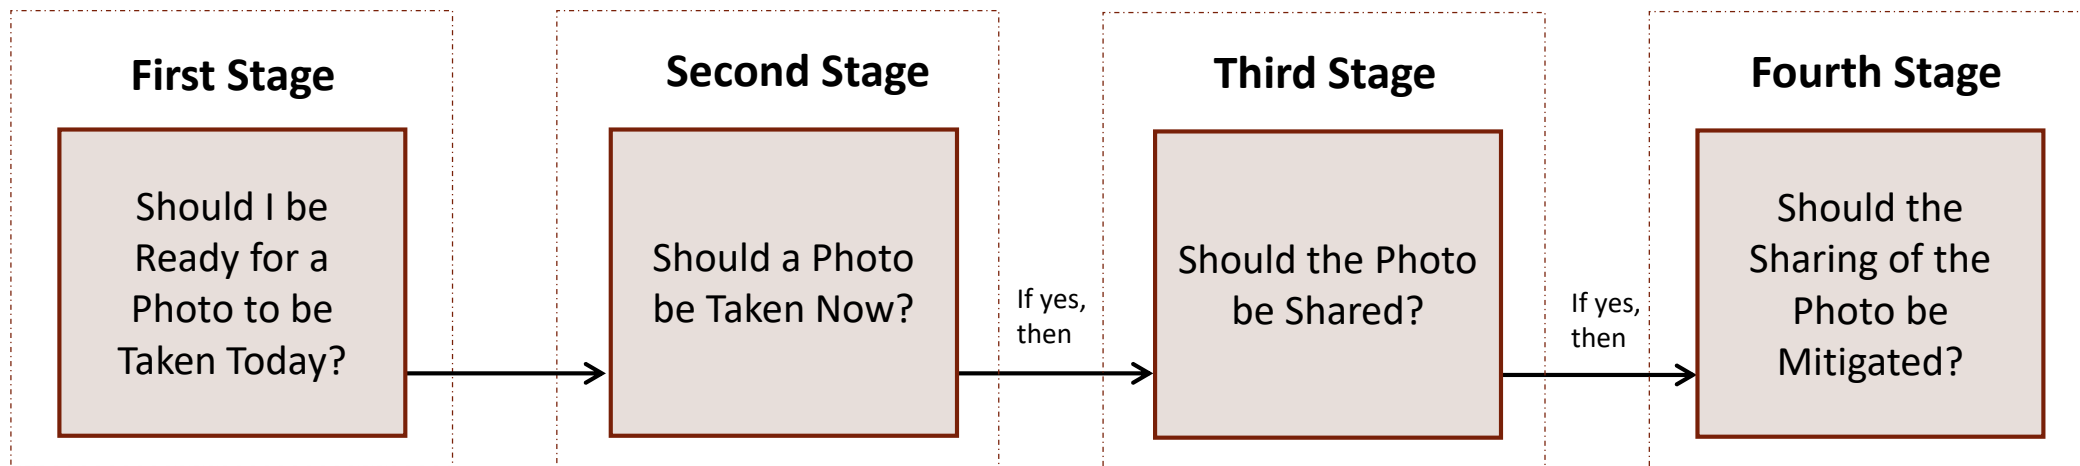 First Stage
Should I be
Ready for a
Photo to be
Taken Today?
Second Stage
Should a Photo
be Taken Now?
If yes,
then
Third Stage
Should the Photo
be Shared?
If yes,
then
Fourth Stage
Should the
Sharing of the
Photo be
Mitigated?